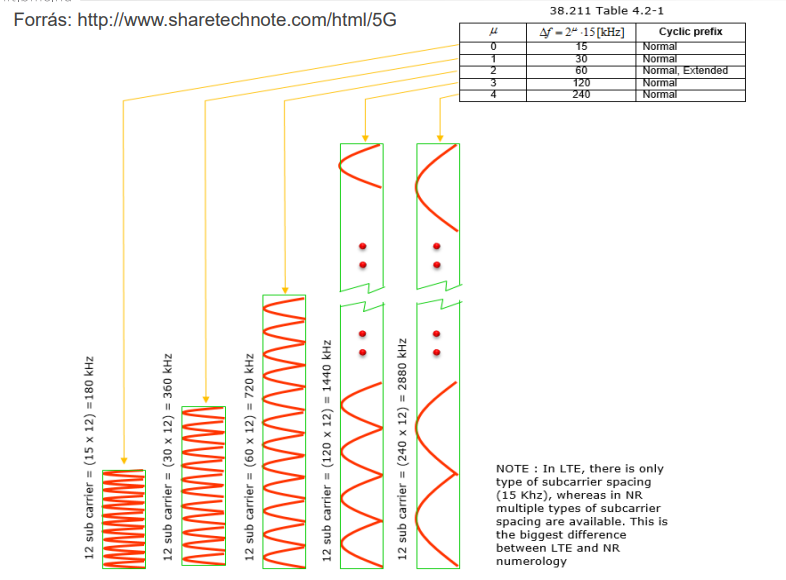 Forrás: http://www.sharetechnote.com/html/5G
38.211 Table 4.2-1
μ Δf = 2^μ · 15 [kHz] Cyclic prefix
0 15 Normal
1 30 Normal
2 60 Normal, Extended
3 120 Normal
4 240 Normal
12 sub carrier = (15 x 12) =180 kHz
12 sub carrier = (30 x 12) = 360 kHz
12 sub carrier = (60 x 12) = 720 kHz
12 sub carrier = (120 x 12) = 1440 kHz
12 sub carrier = (240 x 12) = 2880 kHz
NOTE : In LTE, there is only
type of subcarrier spacing
(15 Khz), whereas in NR
multiple types of subcarrier
spacing are available. This is
the biggest difference
between LTE and NR
numerology